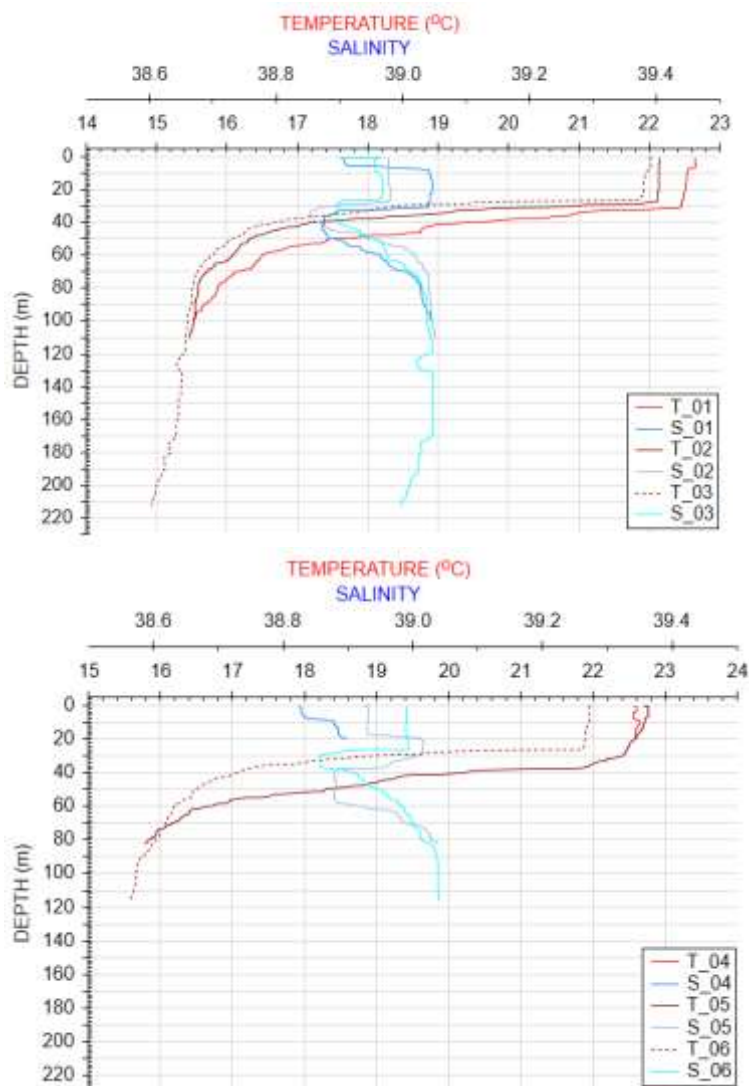 TEMPERATURE (ºC)
SALINITY
38.6 38.8 39.0 39.2 39.4
14 15 16 17 18 19 20 21 22 23
0
20
40
60
80
100
120
140
160
180
200
220
DEPTH (m)
T_01
S_01
T_02
S_02
T_03
S_03
TEMPERATURE (ºC)
SALINITY
38.6 38.8 39.0 39.2 39.4
15 16 17 18 19 20 21 22 23 24
0
20
40
60
80
100
120
140
160
180
200
220
DEPTH (m)
T_04
S_04
T_05
S_05
T_06
S_06